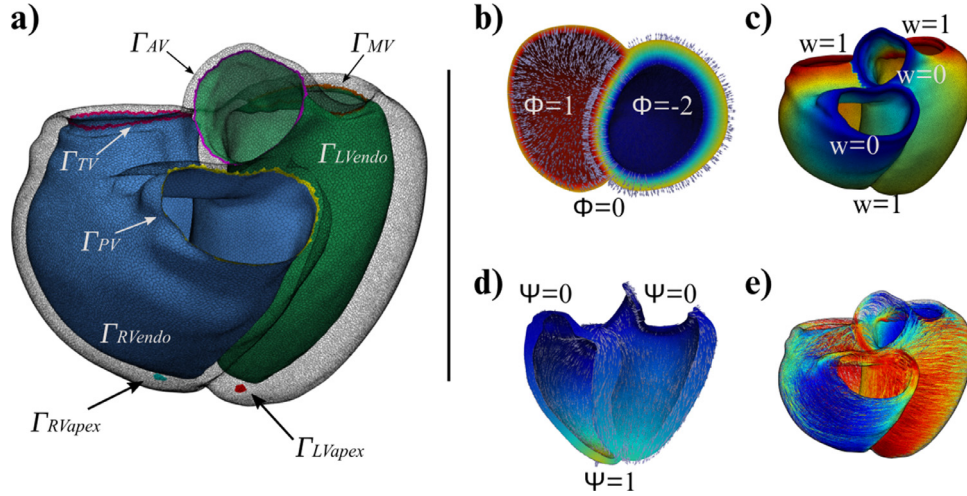 a)
Γ_AV
Γ_MV
Γ_TV
Γ_LVendo
Γ_PV
Γ_RVendo
Γ_RVapex
Γ_LVapex
b)
Φ=1
Φ=-2
Φ=0
c)
w=1
w=1
w=0
w=0
w=1
d)
Ψ=0
Ψ=0
Ψ=1
e)